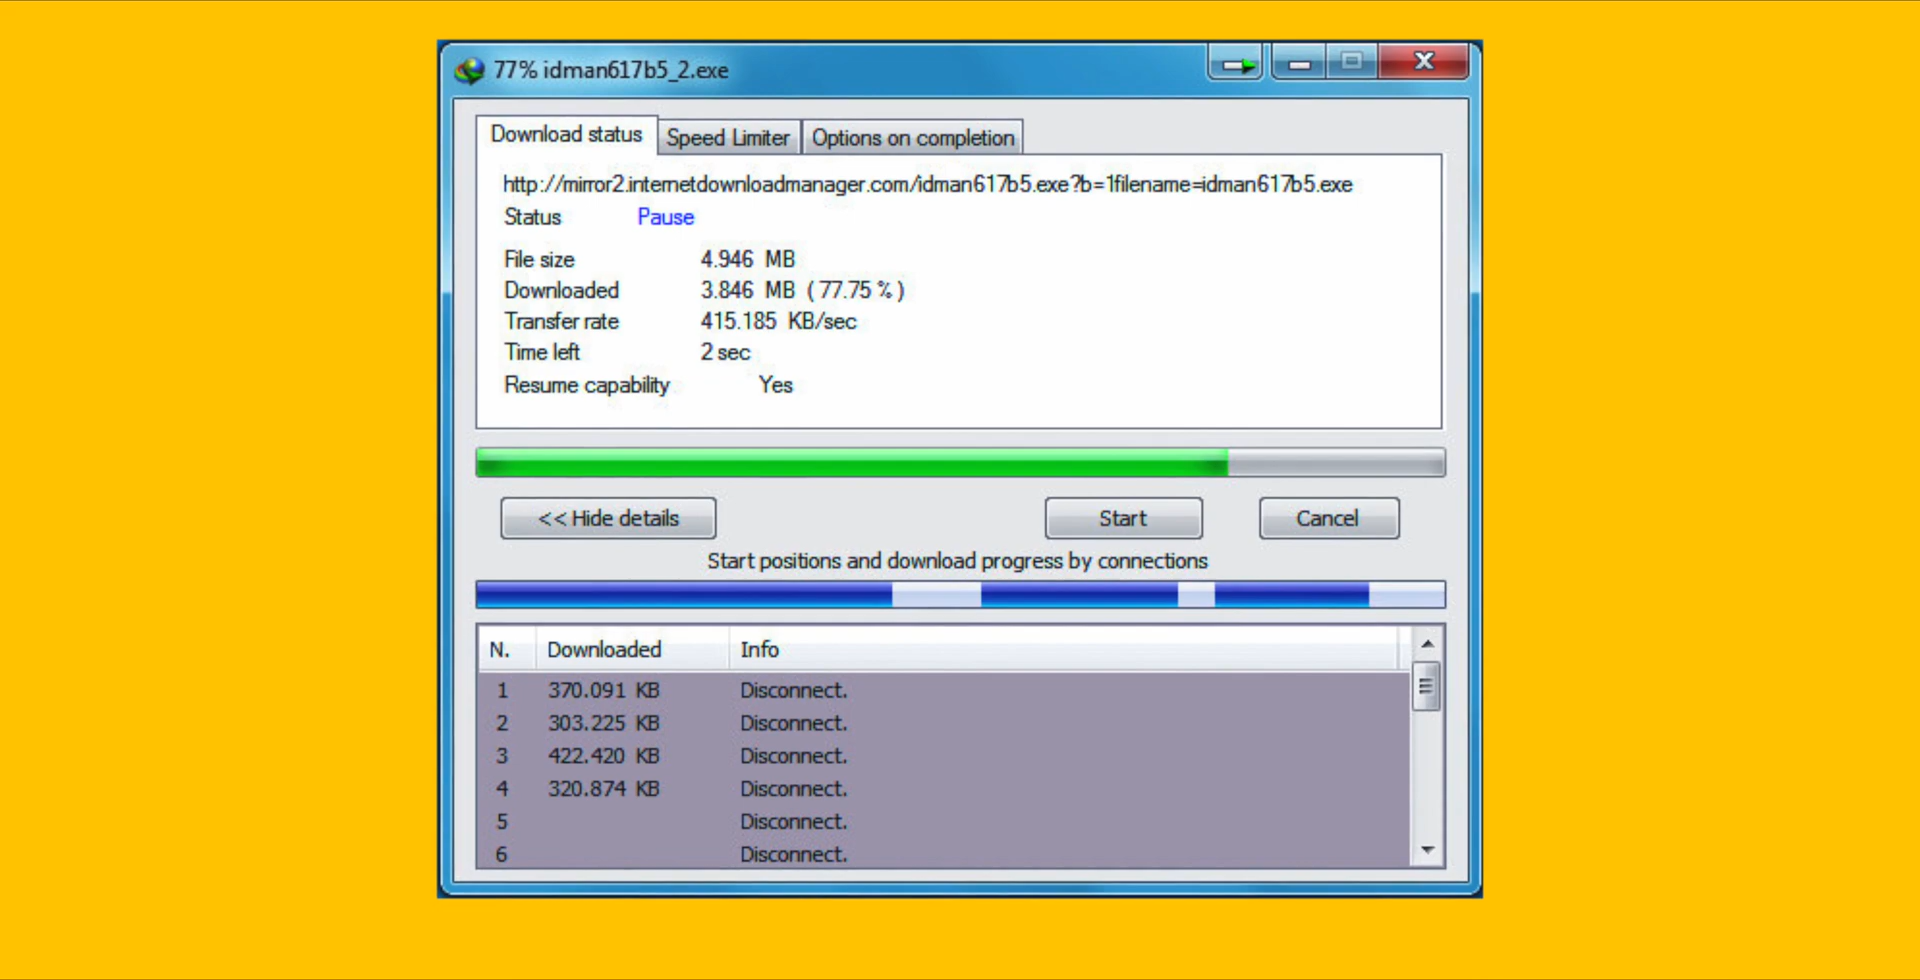 77% idman617b5_2.exe
Download status Speed Limiter Options on completion
http://mirror2.internetdownloadmanager.com/idman617b5.exe?b=1filename=idman617b5.exe
Status Pause
File size 4.946 MB
Downloaded 3.846 MB ( 77.75 % )
Transfer rate 415.185 KB/sec
Time left 2 sec
Resume capability Yes
<< Hide details Start Cancel
Start positions and download progress by connections
N. Downloaded Info
1 370.091 KB Disconnect.
2 303.225 KB Disconnect.
3 422.420 KB Disconnect.
4 320.874 KB Disconnect.
5 Disconnect.
6 Disconnect.